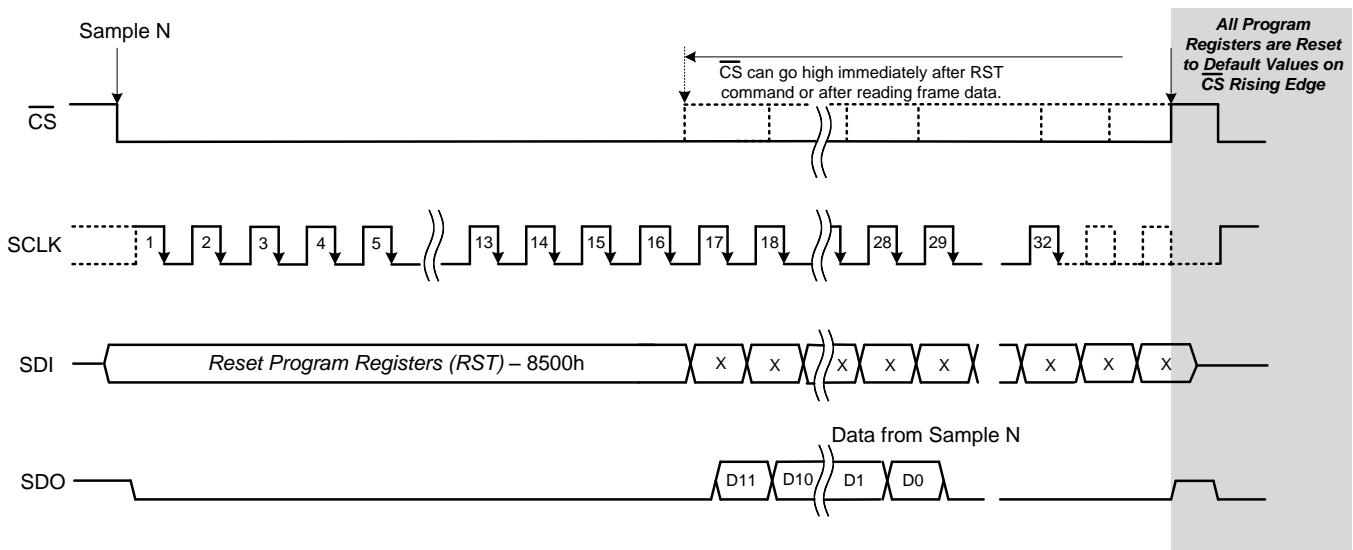 Sample N
All Program
Registers are Reset
to Default Values on
CS Rising Edge
CS can go high immediately after RST
command or after reading frame data.
CS
SCLK
1 2 3 4 5 13 14 15 16 17 18 28 29 32
SDI
Reset Program Registers (RST) – 8500h
X X X X X X X X
Data from Sample N
SDO
D11 D10 D1 D0